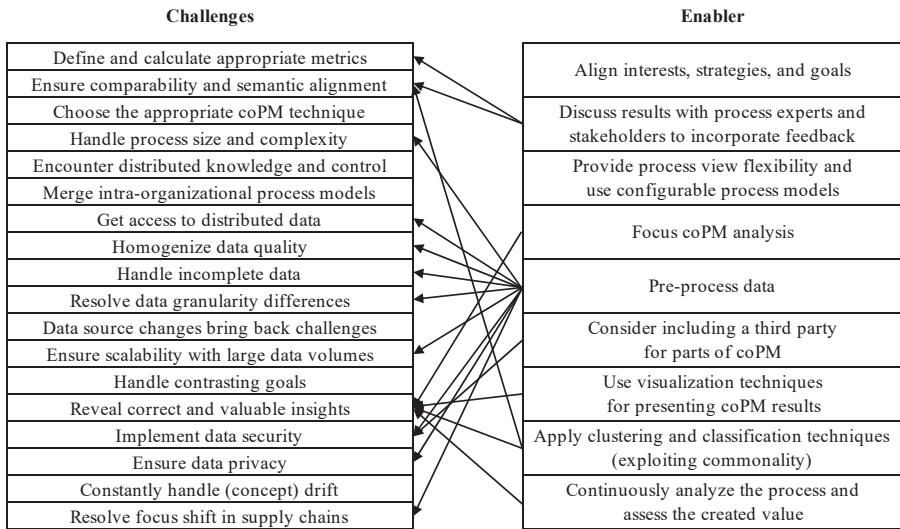 Challenges
Define and calculate appropriate metrics
Ensure comparability and semantic alignment
Choose the appropriate coPM technique
Handle process size and complexity
Encounter distributed knowledge and control
Merge intra-organizational process models
Get access to distributed data
Homogenize data quality
Handle incomplete data
Resolve data granularity differences
Data source changes bring back challenges
Ensure scalability with large data volumes
Handle contrasting goals
Reveal correct and valuable insights
Implement data security
Ensure data privacy
Constantly handle (concept) drift
Resolve focus shift in supply chains
Enabler
Align interests, strategies, and goals
Discuss results with process experts and
stakeholders to incorporate feedback
Provide process view flexibility and
use configurable process models
Focus coPM analysis
Pre-process data
Consider including a third party
for parts of coPM
Use visualization techniques
for presenting coPM results
Apply clustering and classification techniques
(exploiting commonality)
Continuously analyze the process and
assess the created value